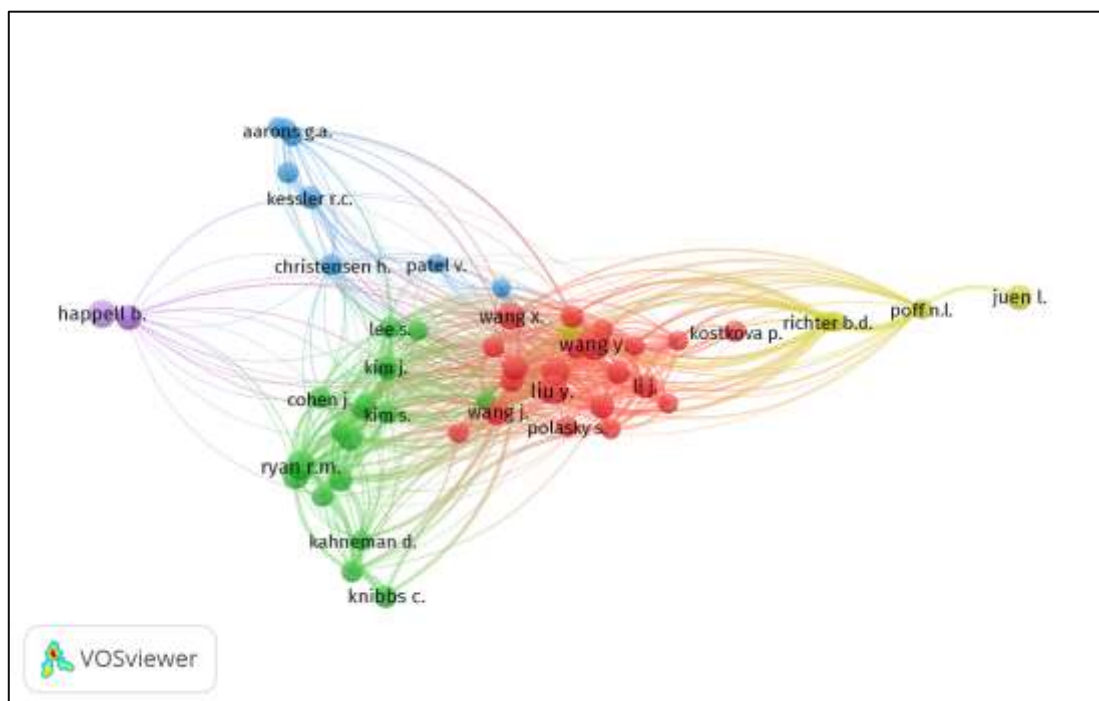 aarons g.a.
kessler r.c.
christensen h.
patel v.
happell b.
juen l.
poff n.l.
richter b.d.
wang x.
lee s.
kostkova p.
wang y.
kim j.
li j.
liu y.
cohen j.
kim s.
wang j.
polasky s.
ryan r.m.
kahneman d.
knibbs c.
VOSviewer